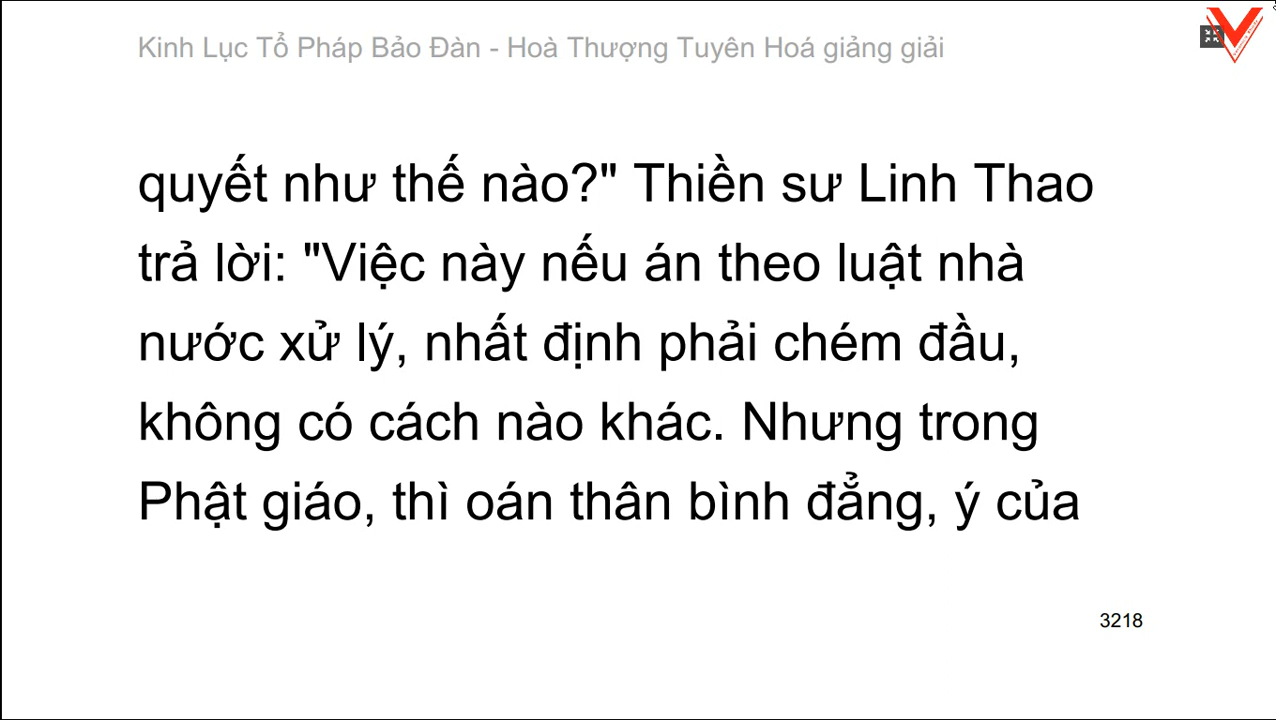 Kinh Lục Tổ Pháp Bảo Đàn - Hoà Thượng Tuyên Hoá giảng giải
quyết như thế nào?" Thiền sư Linh Thao
trả lời: "Việc này nếu án theo luật nhà
nước xử lý, nhất định phải chém đầu,
không có cách nào khác. Nhưng trong
Phật giáo, thì oán thân bình đẳng, ý của
3218